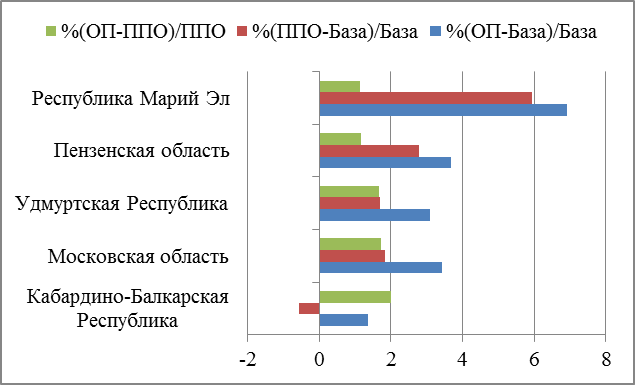 %(ОП-ППО)/ППО %(ППО-База)/База %(ОП-База)/База
Республика Марий Эл
Пензенская область
Удмуртская Республика
Московская область
Кабардино-Балкарская
Республика
-2 0 2 4 6 8